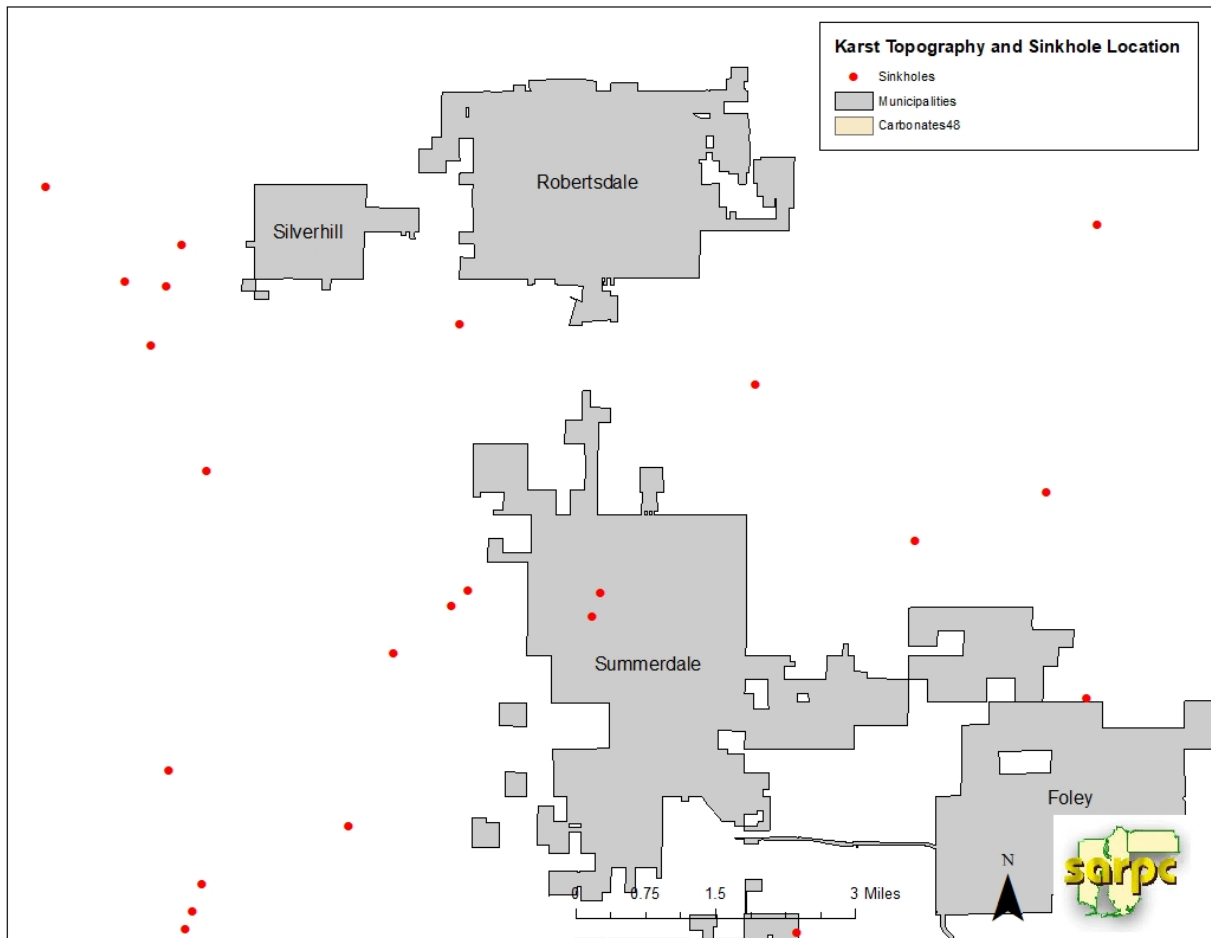 Karst Topography and Sinkhole Location
Sinkholes
Municipalities
Carbonates48
Robertsdale
Silverhill
Summerdale
Foley
sarpc
N
0 0.75 1.5 3 Miles